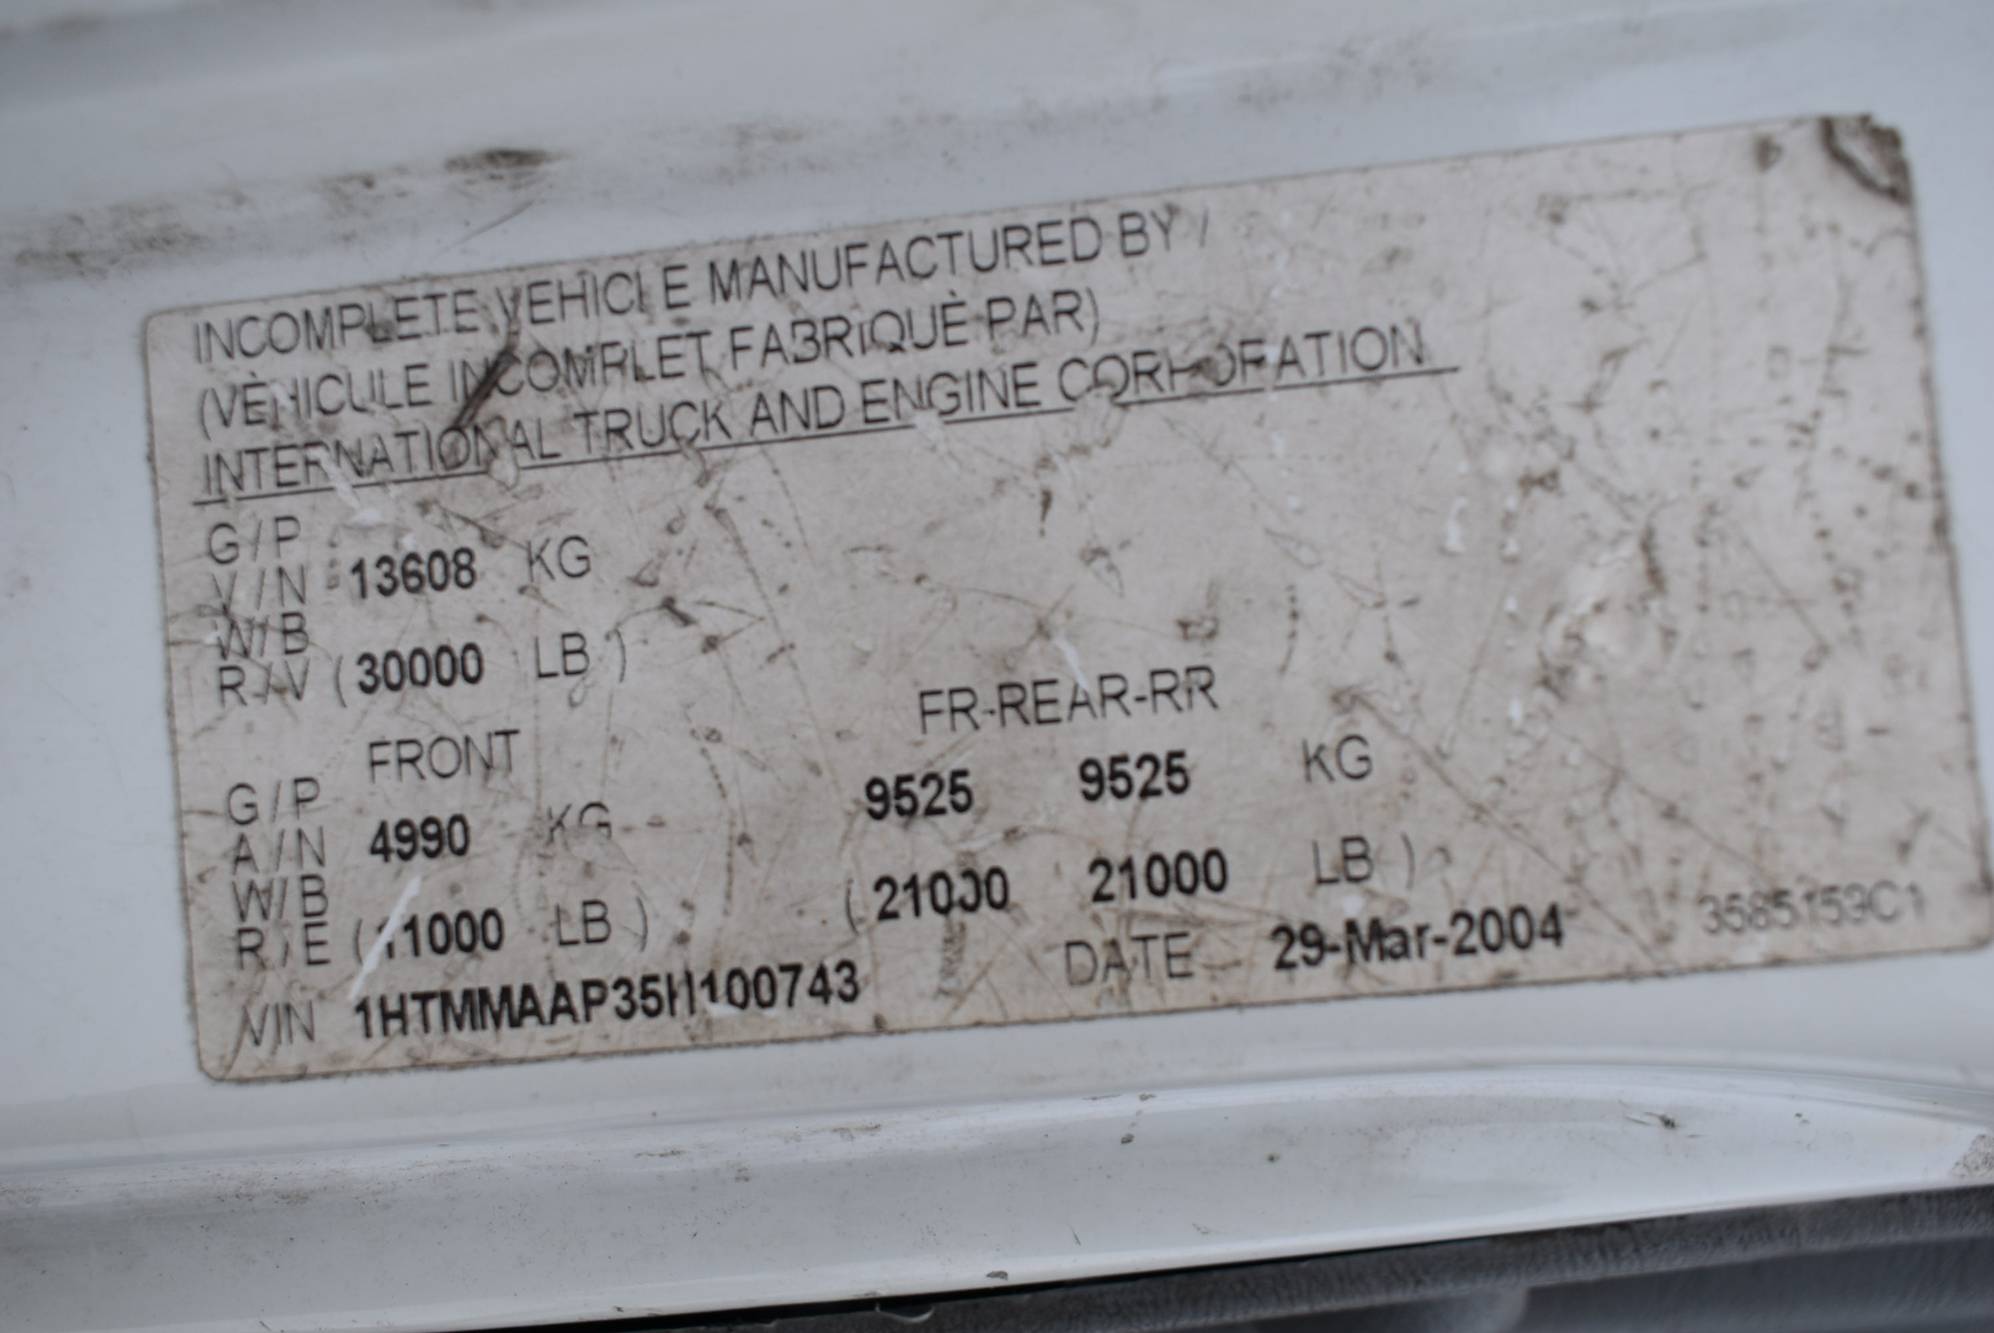 INCOMPLETE VEHICLE MANUFACTURED BY /
(VÈHICULE INCOMPLET FABRIQUÈ PAR)
INTERNATIONAL TRUCK AND ENGINE CORPORATION
G/P
V/N : 13608 KG
W/B
R/V ( 30000 LB )
FRONT FR-REAR-RR
G/P
A/N 4990 KG 9525 9525 KG
W/B
R/E ( 11000 LB ) ( 21000 21000 LB )
VIN 1HTMMAAP35H100743 DATE 29-Mar-2004 3585153C1